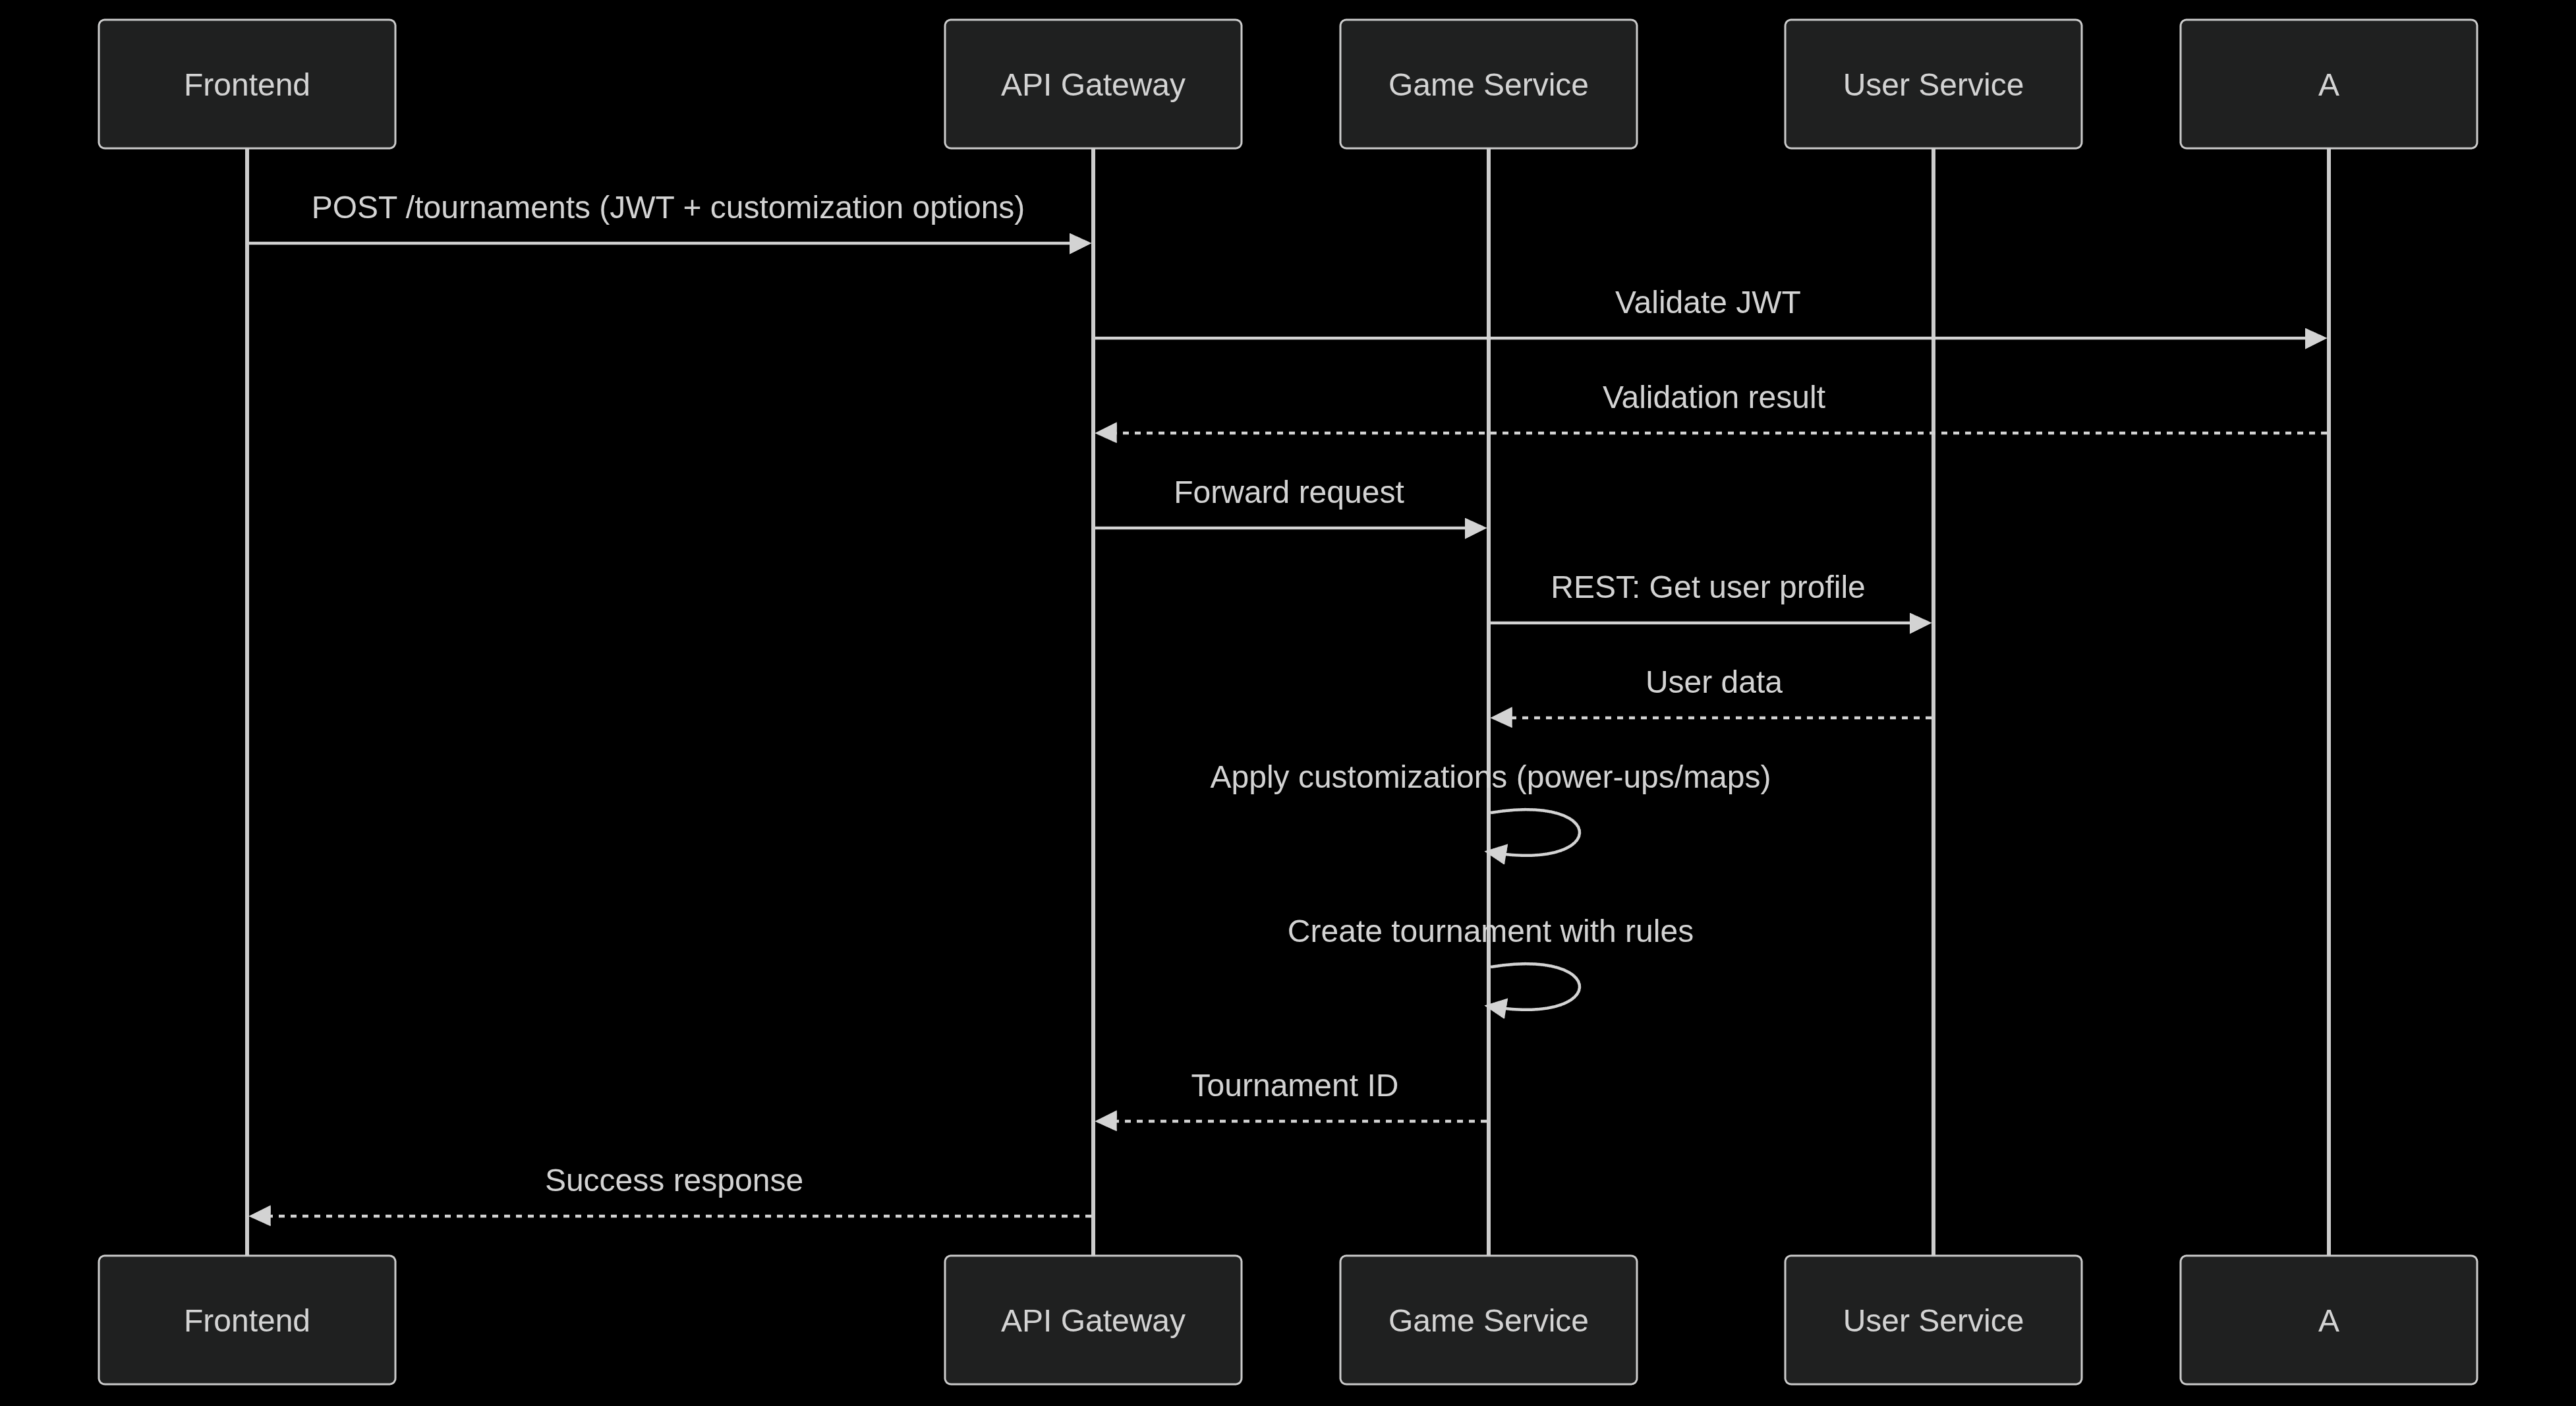 Frontend
API Gateway
Game Service
User Service
A
POST /tournaments (JWT + customization options)
Validate JWT
Validation result
Forward request
REST: Get user profile
User data
Apply customizations (power-ups/maps)
Create tournament with rules
Tournament ID
Success response
Frontend
API Gateway
Game Service
User Service
A